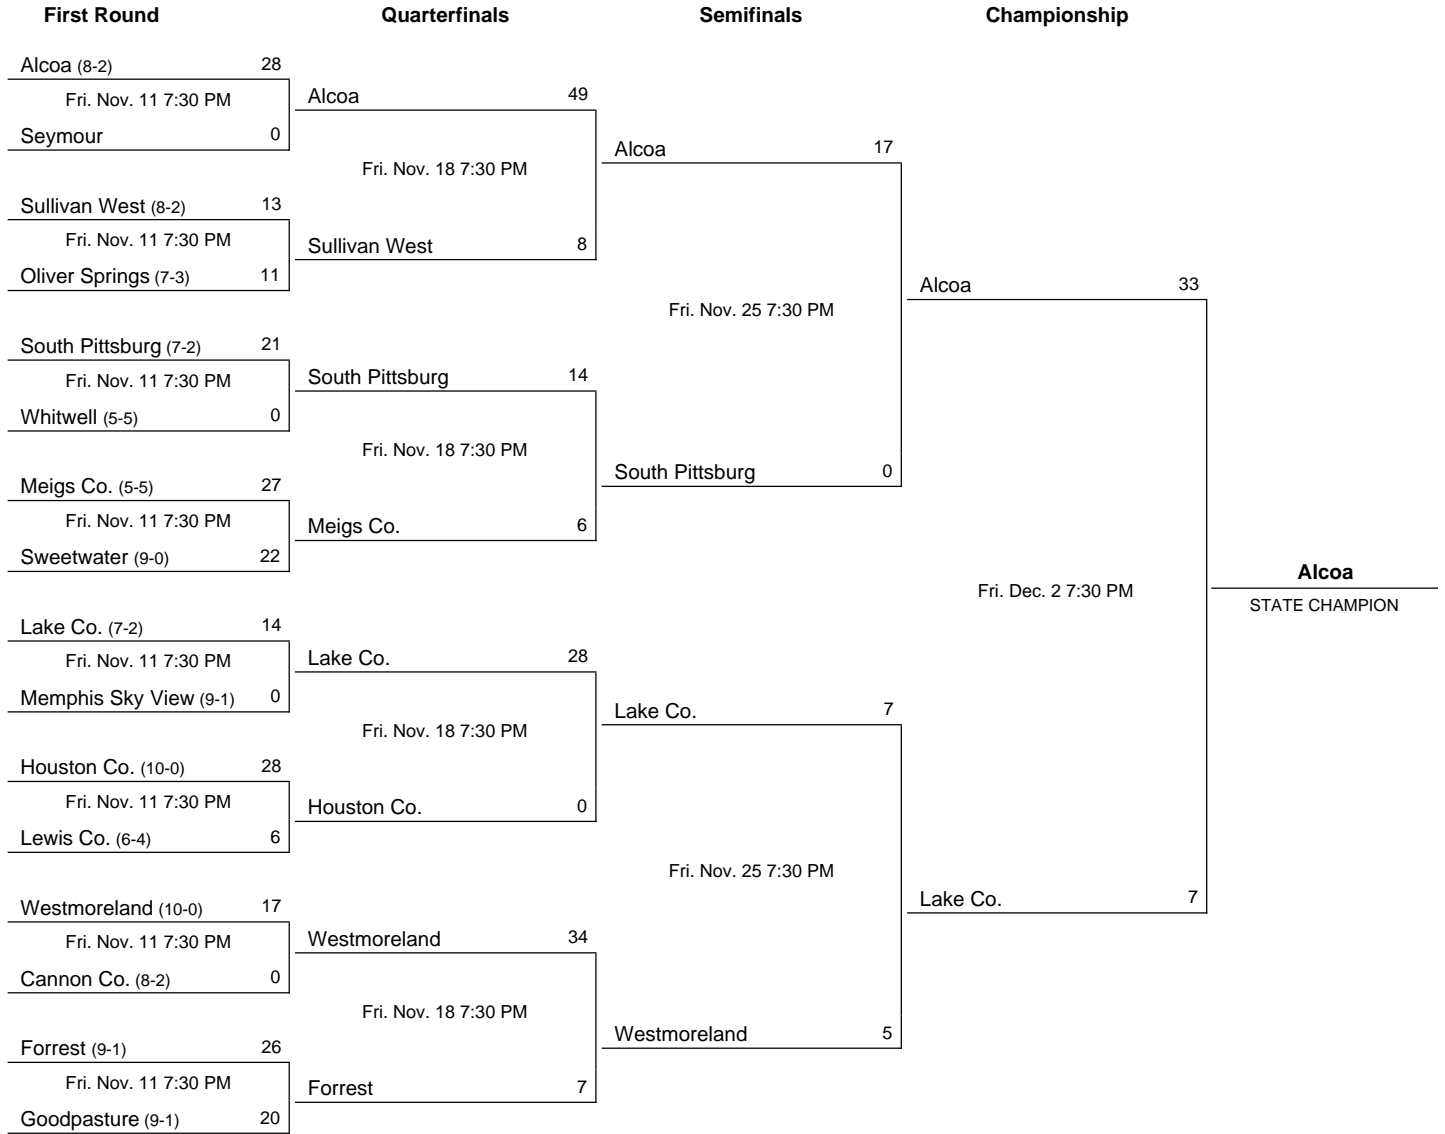 First Round
Quarterfinals
Semifinals
Championship
Alcoa (8-2) 28
Fri. Nov. 11 7:30 PM
Seymour 0
Sullivan West (8-2) 13
Fri. Nov. 11 7:30 PM
Oliver Springs (7-3) 11
South Pittsburg (7-2) 21
Fri. Nov. 11 7:30 PM
Whitwell (5-5) 0
Meigs Co. (5-5) 27
Fri. Nov. 11 7:30 PM
Sweetwater (9-0) 22
Lake Co. (7-2) 14
Fri. Nov. 11 7:30 PM
Memphis Sky View (9-1) 0
Houston Co. (10-0) 28
Fri. Nov. 11 7:30 PM
Lewis Co. (6-4) 6
Westmoreland (10-0) 17
Fri. Nov. 11 7:30 PM
Cannon Co. (8-2) 0
Forrest (9-1) 26
Fri. Nov. 11 7:30 PM
Goodpasture (9-1) 20
Alcoa 49
Fri. Nov. 18 7:30 PM
Sullivan West 8
South Pittsburg 14
Fri. Nov. 18 7:30 PM
Meigs Co. 6
Lake Co. 28
Fri. Nov. 18 7:30 PM
Houston Co. 0
Westmoreland 34
Fri. Nov. 18 7:30 PM
Forrest 7
Alcoa 17
Fri. Nov. 25 7:30 PM
South Pittsburg 0
Lake Co. 7
Fri. Nov. 25 7:30 PM
Westmoreland 5
Alcoa 33
Fri. Dec. 2 7:30 PM
Lake Co. 7
Alcoa
STATE CHAMPION